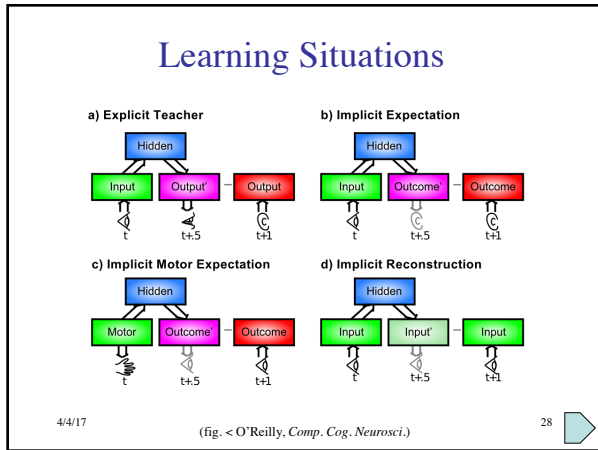 Learning Situations
a) Explicit Teacher
Hidden
Input Output' – Output
t t+.5 t+1
b) Implicit Expectation
Hidden
Input Outcome' – Outcome
t t+.5 t+1
c) Implicit Motor Expectation
Hidden
Motor Outcome' – Outcome
t t+.5 t+1
d) Implicit Reconstruction
Hidden
Input Input' – Input
t t+.5 t+1
4/4/17
(fig. < O'Reilly, Comp. Cog. Neurosci.)
28